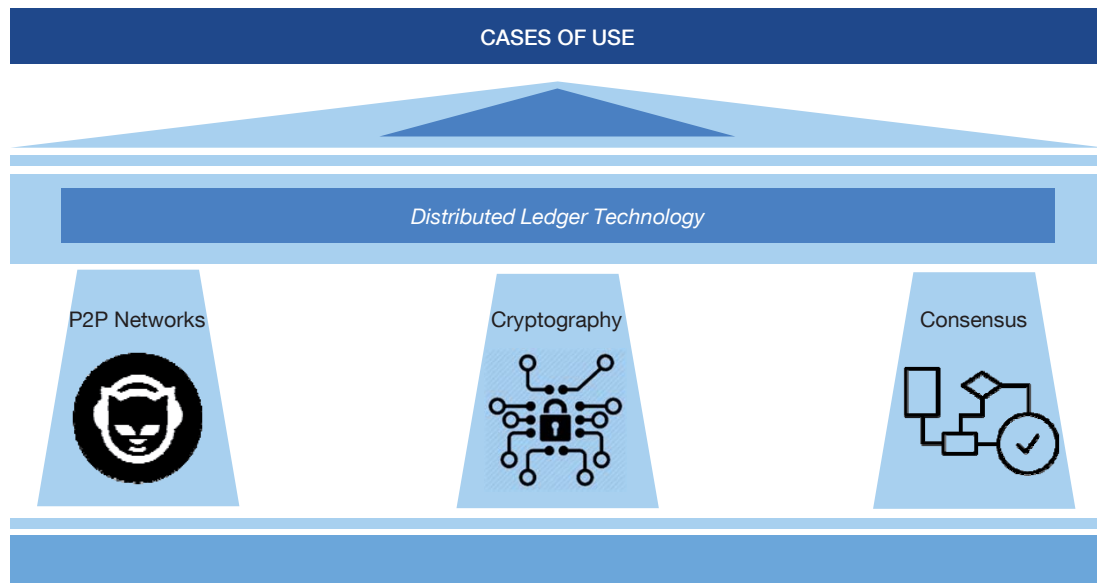 CASES OF USE
Distributed Ledger Technology
P2P Networks
Cryptography
Consensus